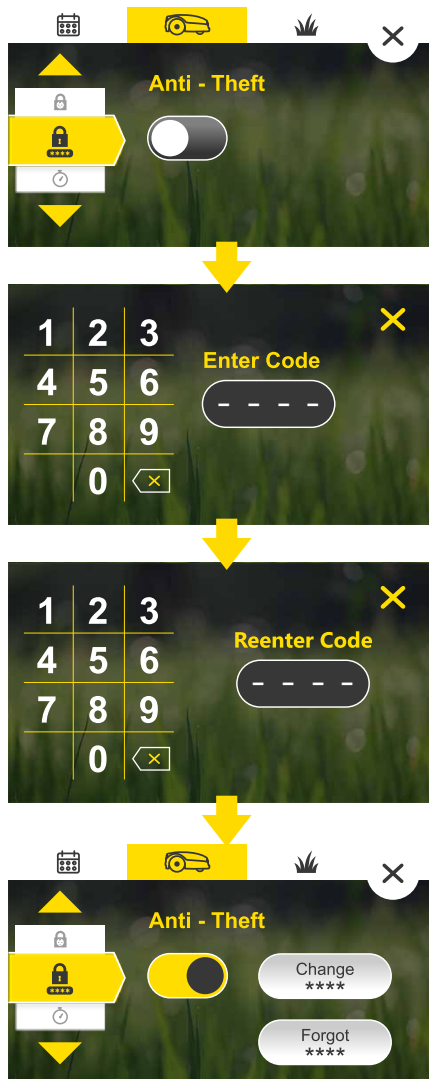 Anti - Theft
****
1 2 3
4 5 6
7 8 9
0
Enter Code
- - - -
1 2 3
4 5 6
7 8 9
0
Reenter Code
- - - -
Anti - Theft
****
Change
****
Forgot
****